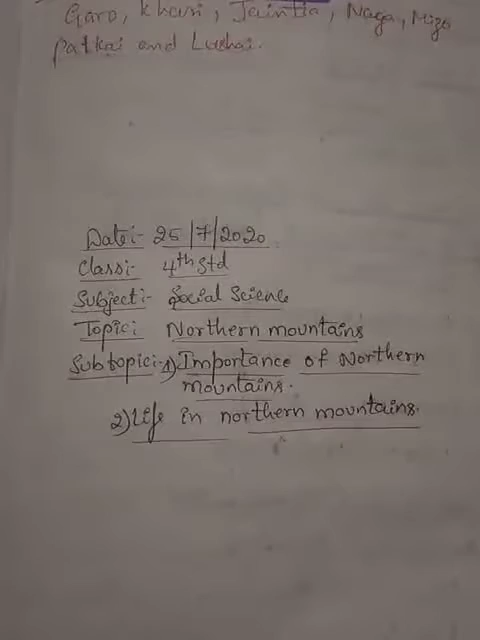 Garo, Khasi, Jaintia, Naga, Mizo
Patkai and Lushai.
Date:- 25/7/2020
Class:- 4th Std
Subject:- Social Science
Topic: Northern mountains
Subtopic:- 1) Importance of Northern
mountains.
2) Life in northern mountains.